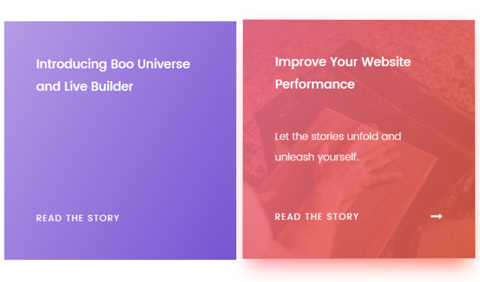 Introducing Boo Universe
and Live Builder
READ THE STORY
Improve Your Website
Performance
Let the stories unfold and
unleash yourself.
READ THE STORY